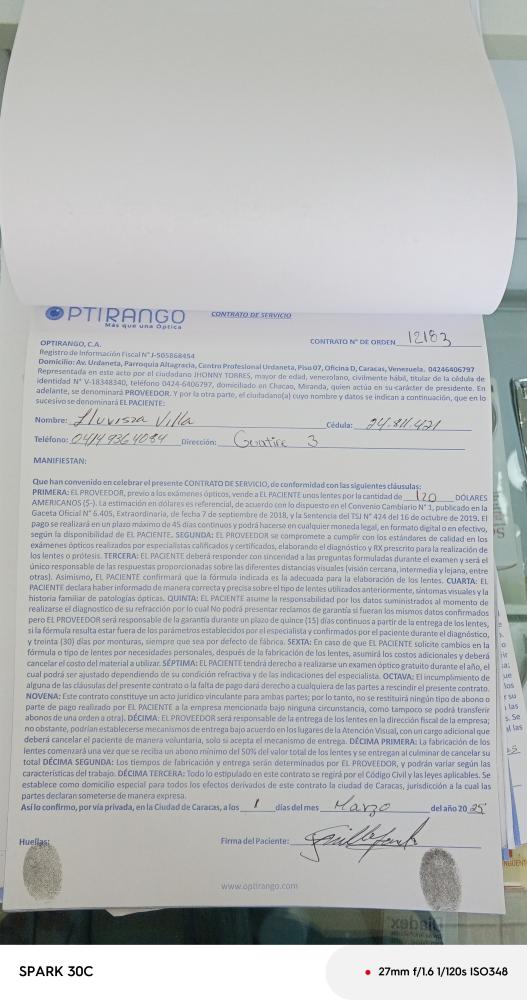 OPTIRANGO
Más que una Óptica
CONTRATO DE SERVICIO
CONTRATO N° DE ORDEN 12183
OPTIRANGO, C.A.
Registro de Información Fiscal N° J-505868454
Domicilio: Av. Urdaneta, Parroquia Altagracia, Centro Profesional Urdaneta, Piso 07, Oficina D, Caracas, Venezuela, 04246406797
Representada en este acto por el ciudadano JHONNY TORRES, mayor de edad, venezolano, civilmente hábil, titular de la cédula de
identidad N° V-18348340, teléfono 0424-6406797, domiciliado en Chacao, Miranda, quien actúa en su carácter de presidente. En
adelante, se denominará PROVEEDOR. Y por la otra parte, el ciudadano(a) cuyo nombre y datos se indican a continuación, que en lo
sucesivo se denominará EL PACIENTE:
Nombre: Villa Cédula: 24.811.421
Teléfono: 04149364084 Dirección: Guatire 3
MANIFIESTAN:
Que han convenido en celebrar el presente CONTRATO DE SERVICIO, de conformidad con las siguientes cláusulas:
PRIMERA: EL PROVEEDOR, previo a los exámenes ópticos, vende a EL PACIENTE unos lentes por la cantidad de 120 DÓLARES
AMERICANOS ($-). La estimación en dólares es referencial, de acuerdo con lo dispuesto en el Convenio Cambiario N° 1, publicado en la
Gaceta Oficial N° 6.405, Extraordinaria, de fecha 7 de septiembre de 2018, y la Sentencia del TSJ N° 424 del 16 de octubre de 2019. El
pago se realizará en un plazo máximo de 45 días continuos y podrá hacerse en cualquier moneda legal, en formato digital o en efectivo,
según la disponibilidad de EL PACIENTE. SEGUNDA: EL PROVEEDOR se compromete a cumplir con los estándares de calidad en los
exámenes ópticos realizados por especialistas calificados y certificados, elaborando el diagnóstico y RX prescrito para la realización de
los lentes o prótesis. TERCERA: EL PACIENTE deberá responder con sinceridad a las preguntas formuladas durante el examen y será el
único responsable de las respuestas proporcionadas sobre las diferentes distancias visuales (visión cercana, intermedia y lejana, entre
otras). Asimismo, EL PACIENTE confirmará que la fórmula indicada es la adecuada para la elaboración de los lentes. CUARTA: EL
PACIENTE declara haber informado de manera correcta y precisa sobre el tipo de lentes utilizados anteriormente, síntomas visuales y la
historia familiar de patologías ópticas. QUINTA: EL PACIENTE asume la responsabilidad por los datos suministrados al momento de
realizarse el diagnostico de su refracción por lo cual No podrá presentar reclamos de garantía si fueran los mismos datos confirmados
pero EL PROVEEDOR será responsable de la garantía durante un plazo de quince (15) días continuos a partir de la entrega de los lentes,
si la fórmula resulta estar fuera de los parámetros establecidos por el especialista y confirmados por el paciente durante el diagnóstico,
y treinta (30) días por monturas, siempre que sea por defecto de fábrica. SEXTA: En caso de que EL PACIENTE solicite cambios en la
fórmula o tipo de lentes por necesidades personales, después de la fabricación de los lentes, asumirá los costos adicionales y deberá
cancelar el costo del material a utilizar. SÉPTIMA: EL PACIENTE tendrá derecho a realizarse un examen óptico gratuito durante el año, el
cual podrá ser ajustado dependiendo de su condición refractiva y de las indicaciones del especialista. OCTAVA: El incumplimiento de
alguna de las cláusulas del presente contrato o la falta de pago dará derecho a cualquiera de las partes a rescindir el presente contrato.
NOVENA: Este contrato constituye un acto jurídico vinculante para ambas partes; por lo tanto, no se restituirá ningún tipo de abono o
parte de pago realizado por EL PACIENTE a la empresa mencionada bajo ninguna circunstancia, como tampoco se podrá transferir
abonos de una orden a otra). DÉCIMA: EL PROVEEDOR será responsable de la entrega de los lentes en la dirección fiscal de la empresa;
no obstante, podrían establecerse mecanismos de entrega bajo acuerdo en los lugares de la Atención Visual, con un cargo adicional que
deberá cancelar el paciente de manera voluntaria, solo si acepta el mecanismo de entrega. DÉCIMA PRIMERA: La fabricación de los
lentes comenzará una vez que se reciba un abono mínimo del 50% del valor total de los lentes y se entregan al culminar de cancelar su
total DÉCIMA SEGUNDA: Los tiempos de fabricación y entrega serán determinados por EL PROVEEDOR, y podrán variar según las
características del trabajo. DÉCIMA TERCERA: Todo lo estipulado en este contrato se regirá por el Código Civil y las leyes aplicables. Se
establece como domicilio especial para todos los efectos derivados de este contrato la ciudad de Caracas, jurisdicción a la cual las
partes declaran someterse de manera expresa.
Así lo confirmo, por vía privada, en la Ciudad de Caracas, a los 1 días del mes Marzo del año 20 25
Huellas:
Firma del Paciente:
www.optirango.com
SPARK 30C
27mm f/1.6 1/120s ISO348